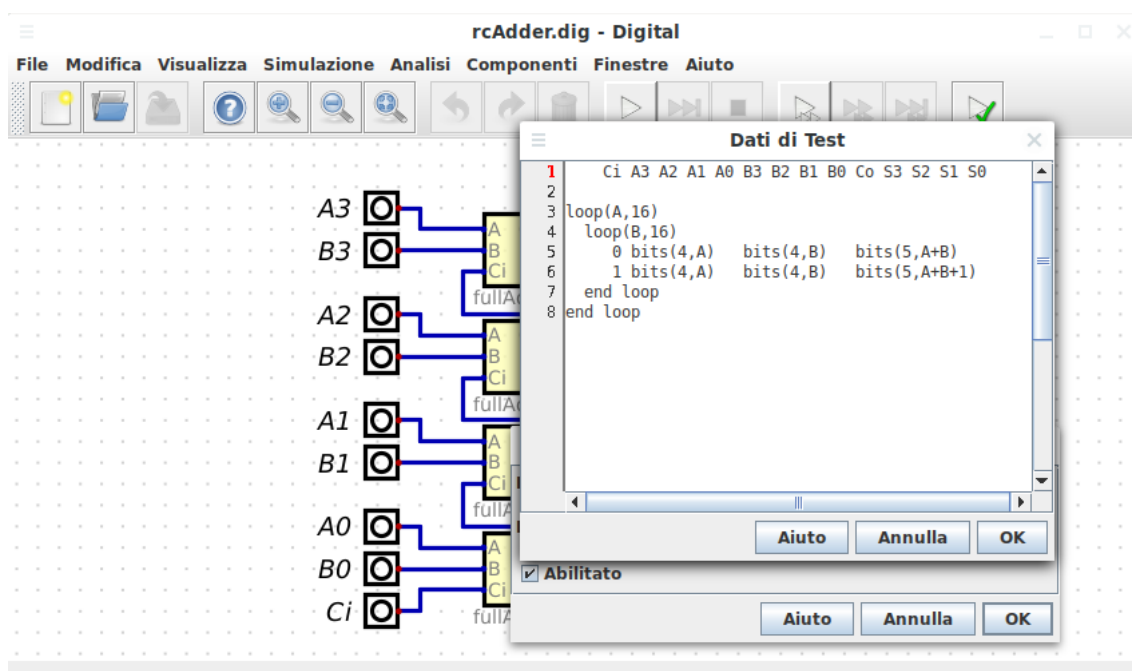 rcAdder.dig - Digital
File Modifica Visualizza Simulazione Analisi Componenti Finestre Aiuto
Dati di Test
1 Ci A3 A2 A1 A0 B3 B2 B1 B0 Co S3 S2 S1 S0
2
3 loop(A,16)
4 loop(B,16)
5 0 bits(4,A) bits(4,B) bits(5,A+B)
6 1 bits(4,A) bits(4,B) bits(5,A+B+1)
7 end loop
8 end loop
Aiuto Annulla OK
Abilitato
Aiuto Annulla OK
A3
B3
A
B
Ci
A2
B2
A
B
Ci
A1
B1
A
B
Ci
A0
B0
Ci
A
B
Ci